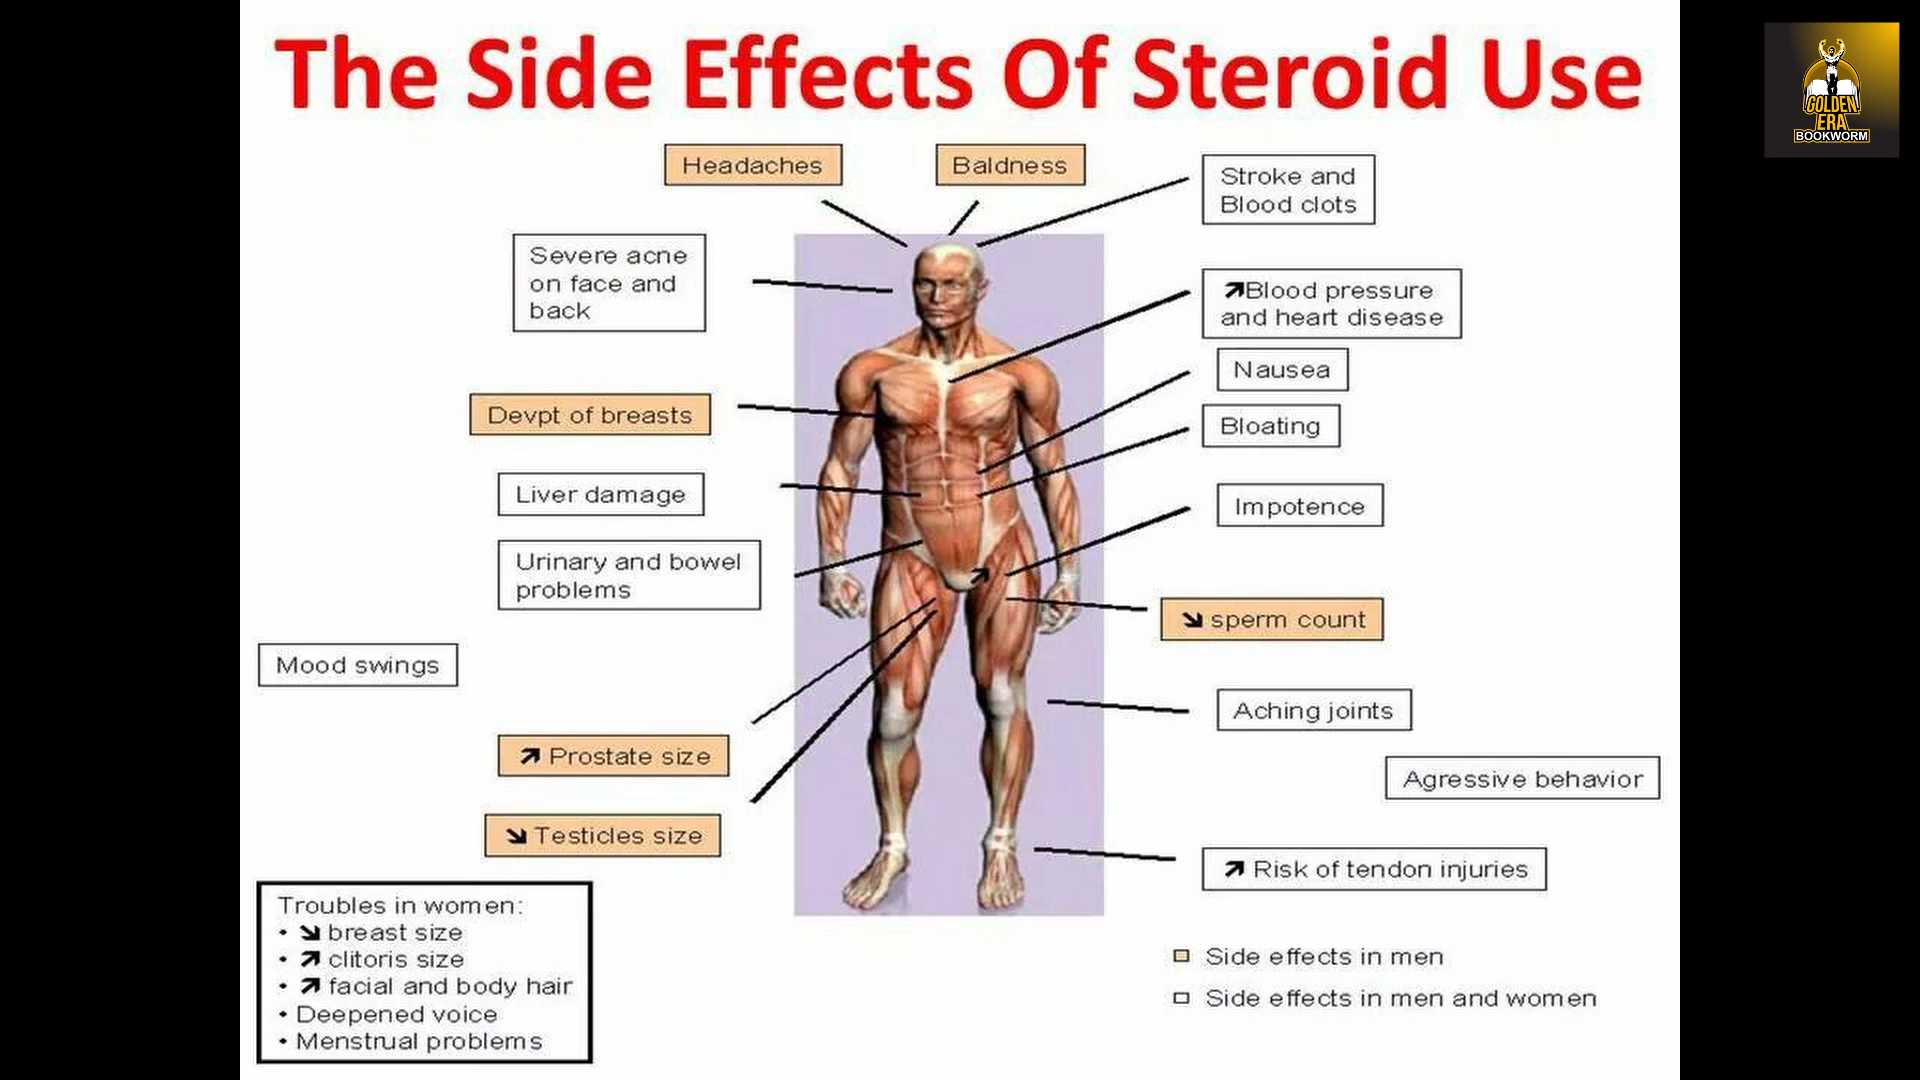 The Side Effects Of Steroid Use
GOLDEN
ERA
BOOKWORM
Headaches
Baldness
Stroke and
Blood clots
Severe acne
on face and
back
↗Blood pressure
and heart disease
Nausea
Devpt of breasts
Bloating
Liver damage
Impotence
Urinary and bowel
problems
↘ sperm count
Mood swings
Aching joints
↗ Prostate size
Agressive behavior
↘ Testicles size
↗ Risk of tendon injuries
Troubles in women:
• ↘ breast size
• ↗ clitoris size
• ↗ facial and body hair
• Deepened voice
• Menstrual problems
Side effects in men
Side effects in men and women